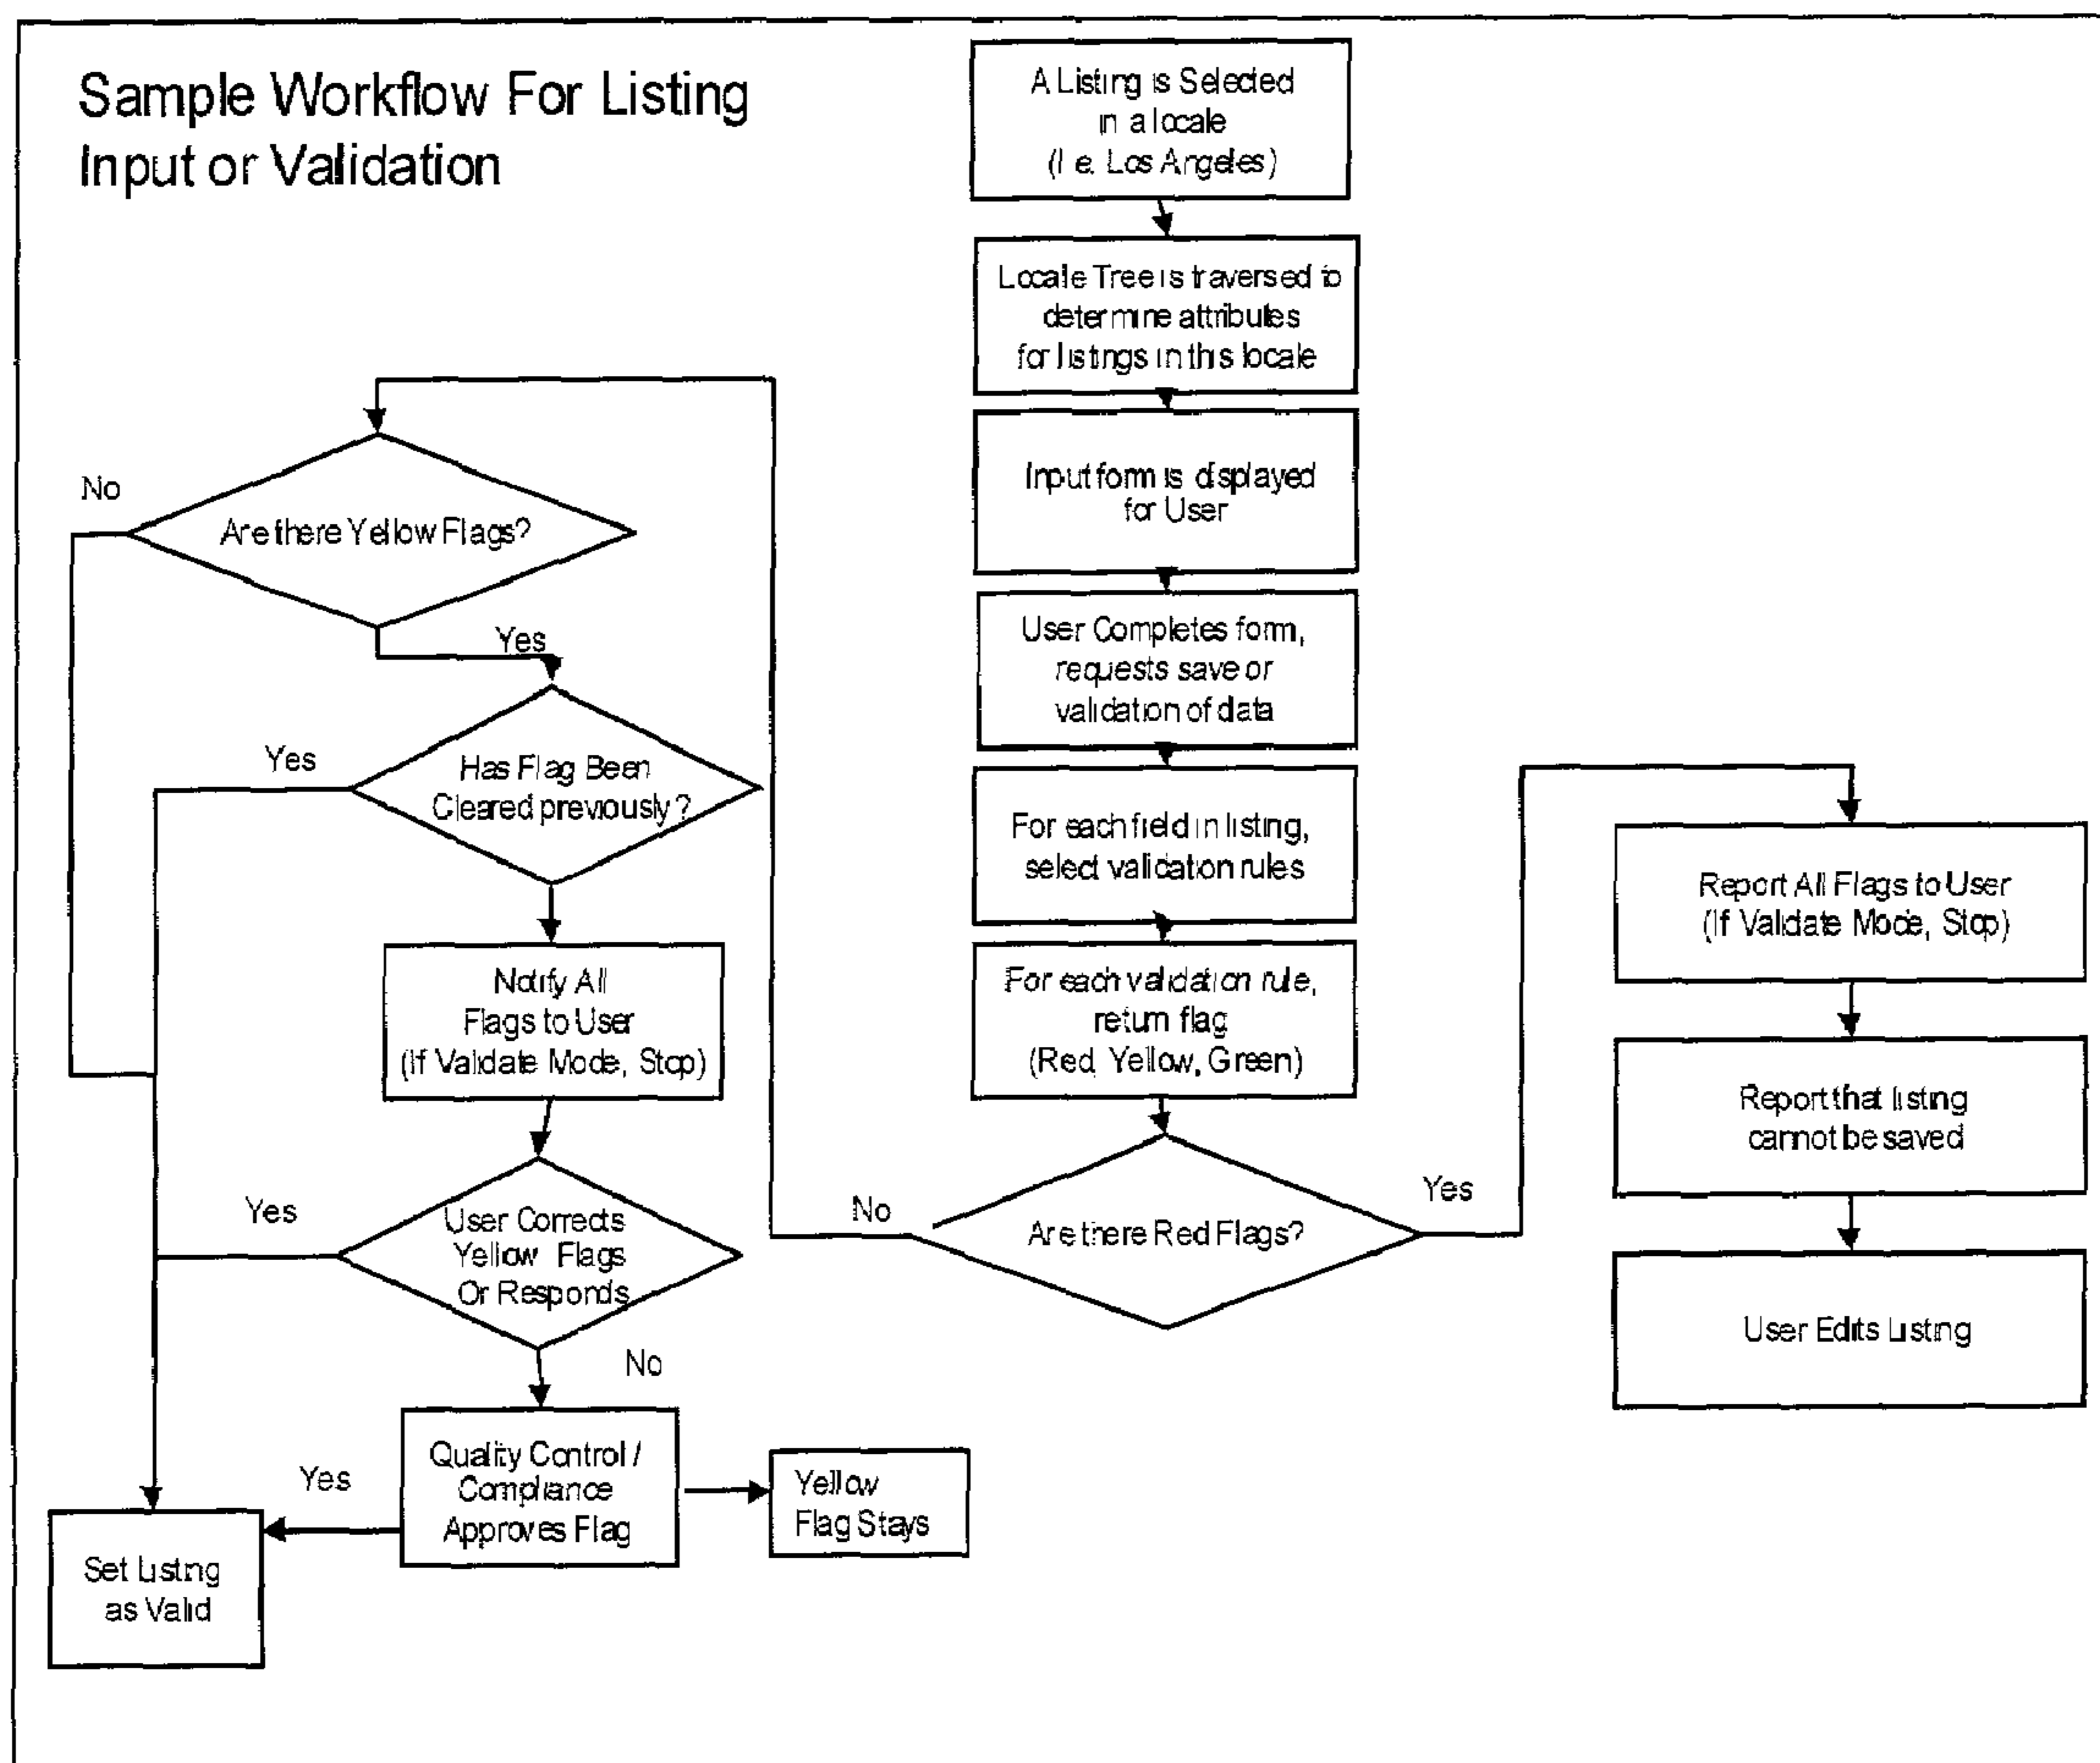 Sample Workflow For Listing
Input or Validation
A Listing is Selected
in a locale
(I e. Los Angeles)
Locale Tree is traversed to
determine attributes
for listings in this locale
Input form is displayed
for User
User Completes form,
requests save or
validation of data
For each field in listing,
select validation rules
For each validation rule,
return flag
(Red, Yellow, Green)
Are there Red Flags?
No
Yes
Are there Yellow Flags?
No
Yes
Has Flag Been
Cleared previously?
Yes
Notify All
Flags to User
(If Validate Mode, Stop)
User Corrects
Yellow Flags
Or Responds
Yes
No
Quality Control /
Compliance
Approves Flag
Yes
Yellow
Flag Stays
Set Listing
as Valid
Report All Flags to User
(If Validate Mode, Stop)
Report that listing
cannot be saved
User Edits Listing